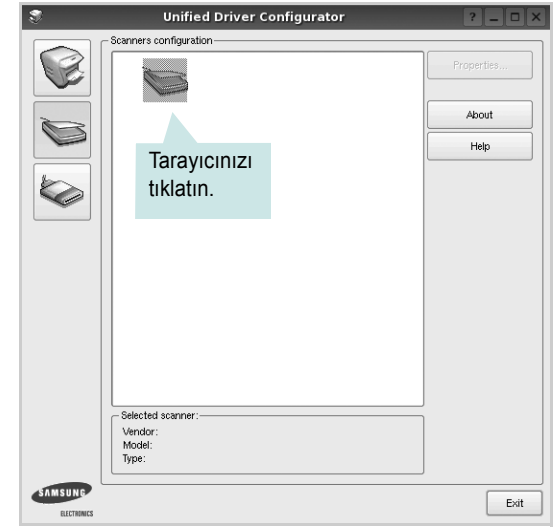 Unified Driver Configurator
Scanners configuration
Properties...
About
Help
Tarayıcınızı
tıklatın.
Selected scanner:
Vendor:
Model:
Type:
SAMSUNG
ELECTRONICS
Exit